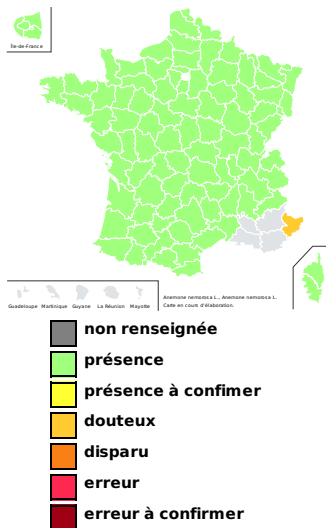 Île-de-France
Guadeloupe Martinique Guyane La Réunion Mayotte
Anemone nemorosa L., Anemone nemorosa L.
Carte en cours d'élaboration.
non renseignée
présence
présence à confimer
douteux
disparu
erreur
erreur à confirmer